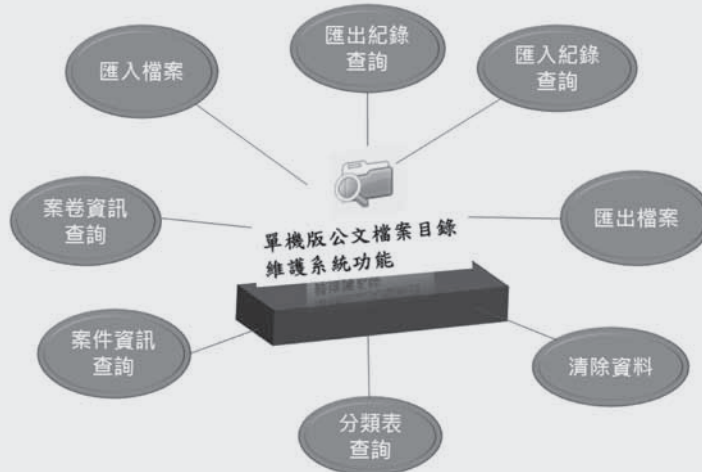 匯出紀錄
查詢
匯入檔案
匯入紀錄
查詢
案卷資訊
查詢
單機版公文檔案目錄
維護系統功能
匯出檔案
案件資訊
查詢
清除資料
分類表
查詢